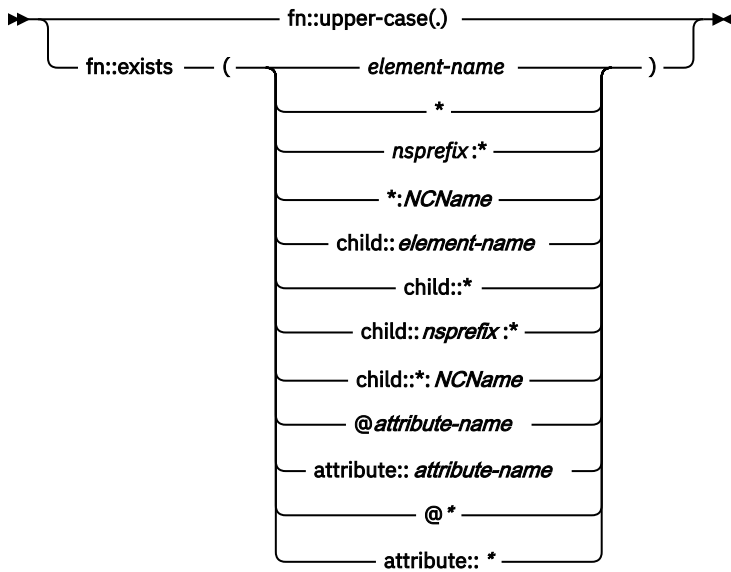 fn::upper-case(.)
fn::exists ( element-name )
*
nsprefix:*
*:NCName
child::element-name
child::*
child::nsprefix:*
child::*:NCName
@attribute-name
attribute::attribute-name
@*
attribute::*